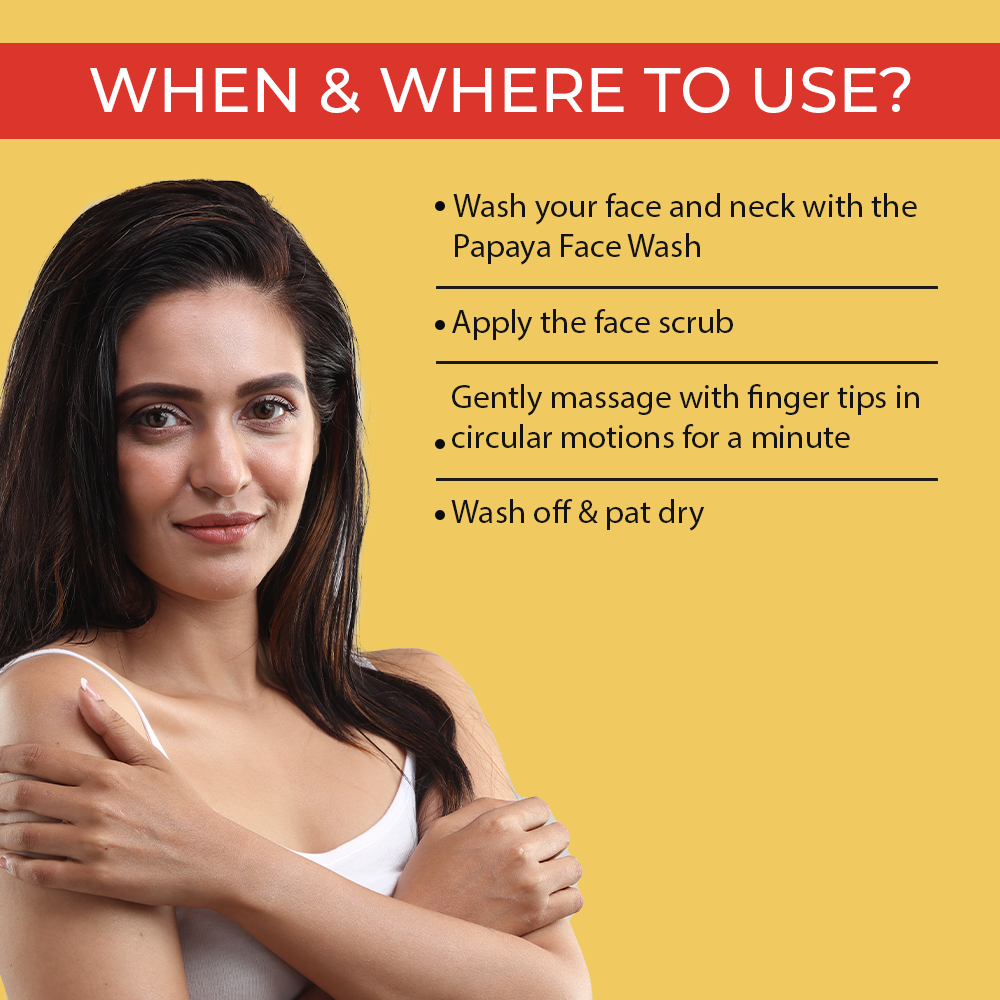 WHEN & WHERE TO USE?
• Wash your face and neck with the
Papaya Face Wash
• Apply the face scrub
Gently massage with finger tips in
• circular motions for a minute
• Wash off & pat dry